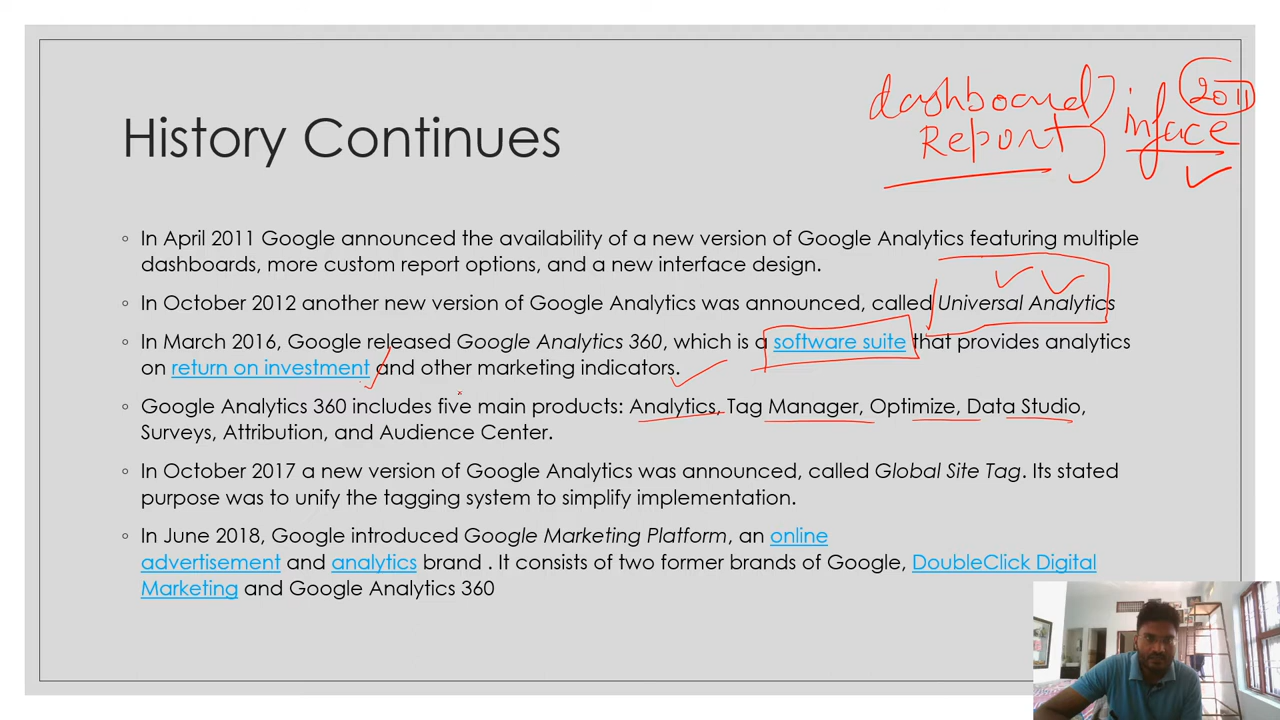 dashboard
Report
2011
inface
History Continues
◦ In April 2011 Google announced the availability of a new version of Google Analytics featuring multiple
dashboards, more custom report options, and a new interface design.
◦ In October 2012 another new version of Google Analytics was announced, called Universal Analytics
◦ In March 2016, Google released Google Analytics 360, which is a software suite that provides analytics
on return on investment and other marketing indicators.
◦ Google Analytics 360 includes five main products: Analytics, Tag Manager, Optimize, Data Studio,
Surveys, Attribution, and Audience Center.
◦ In October 2017 a new version of Google Analytics was announced, called Global Site Tag. Its stated
purpose was to unify the tagging system to simplify implementation.
◦ In June 2018, Google introduced Google Marketing Platform, an online
advertisement and analytics brand . It consists of two former brands of Google, DoubleClick Digital
Marketing and Google Analytics 360